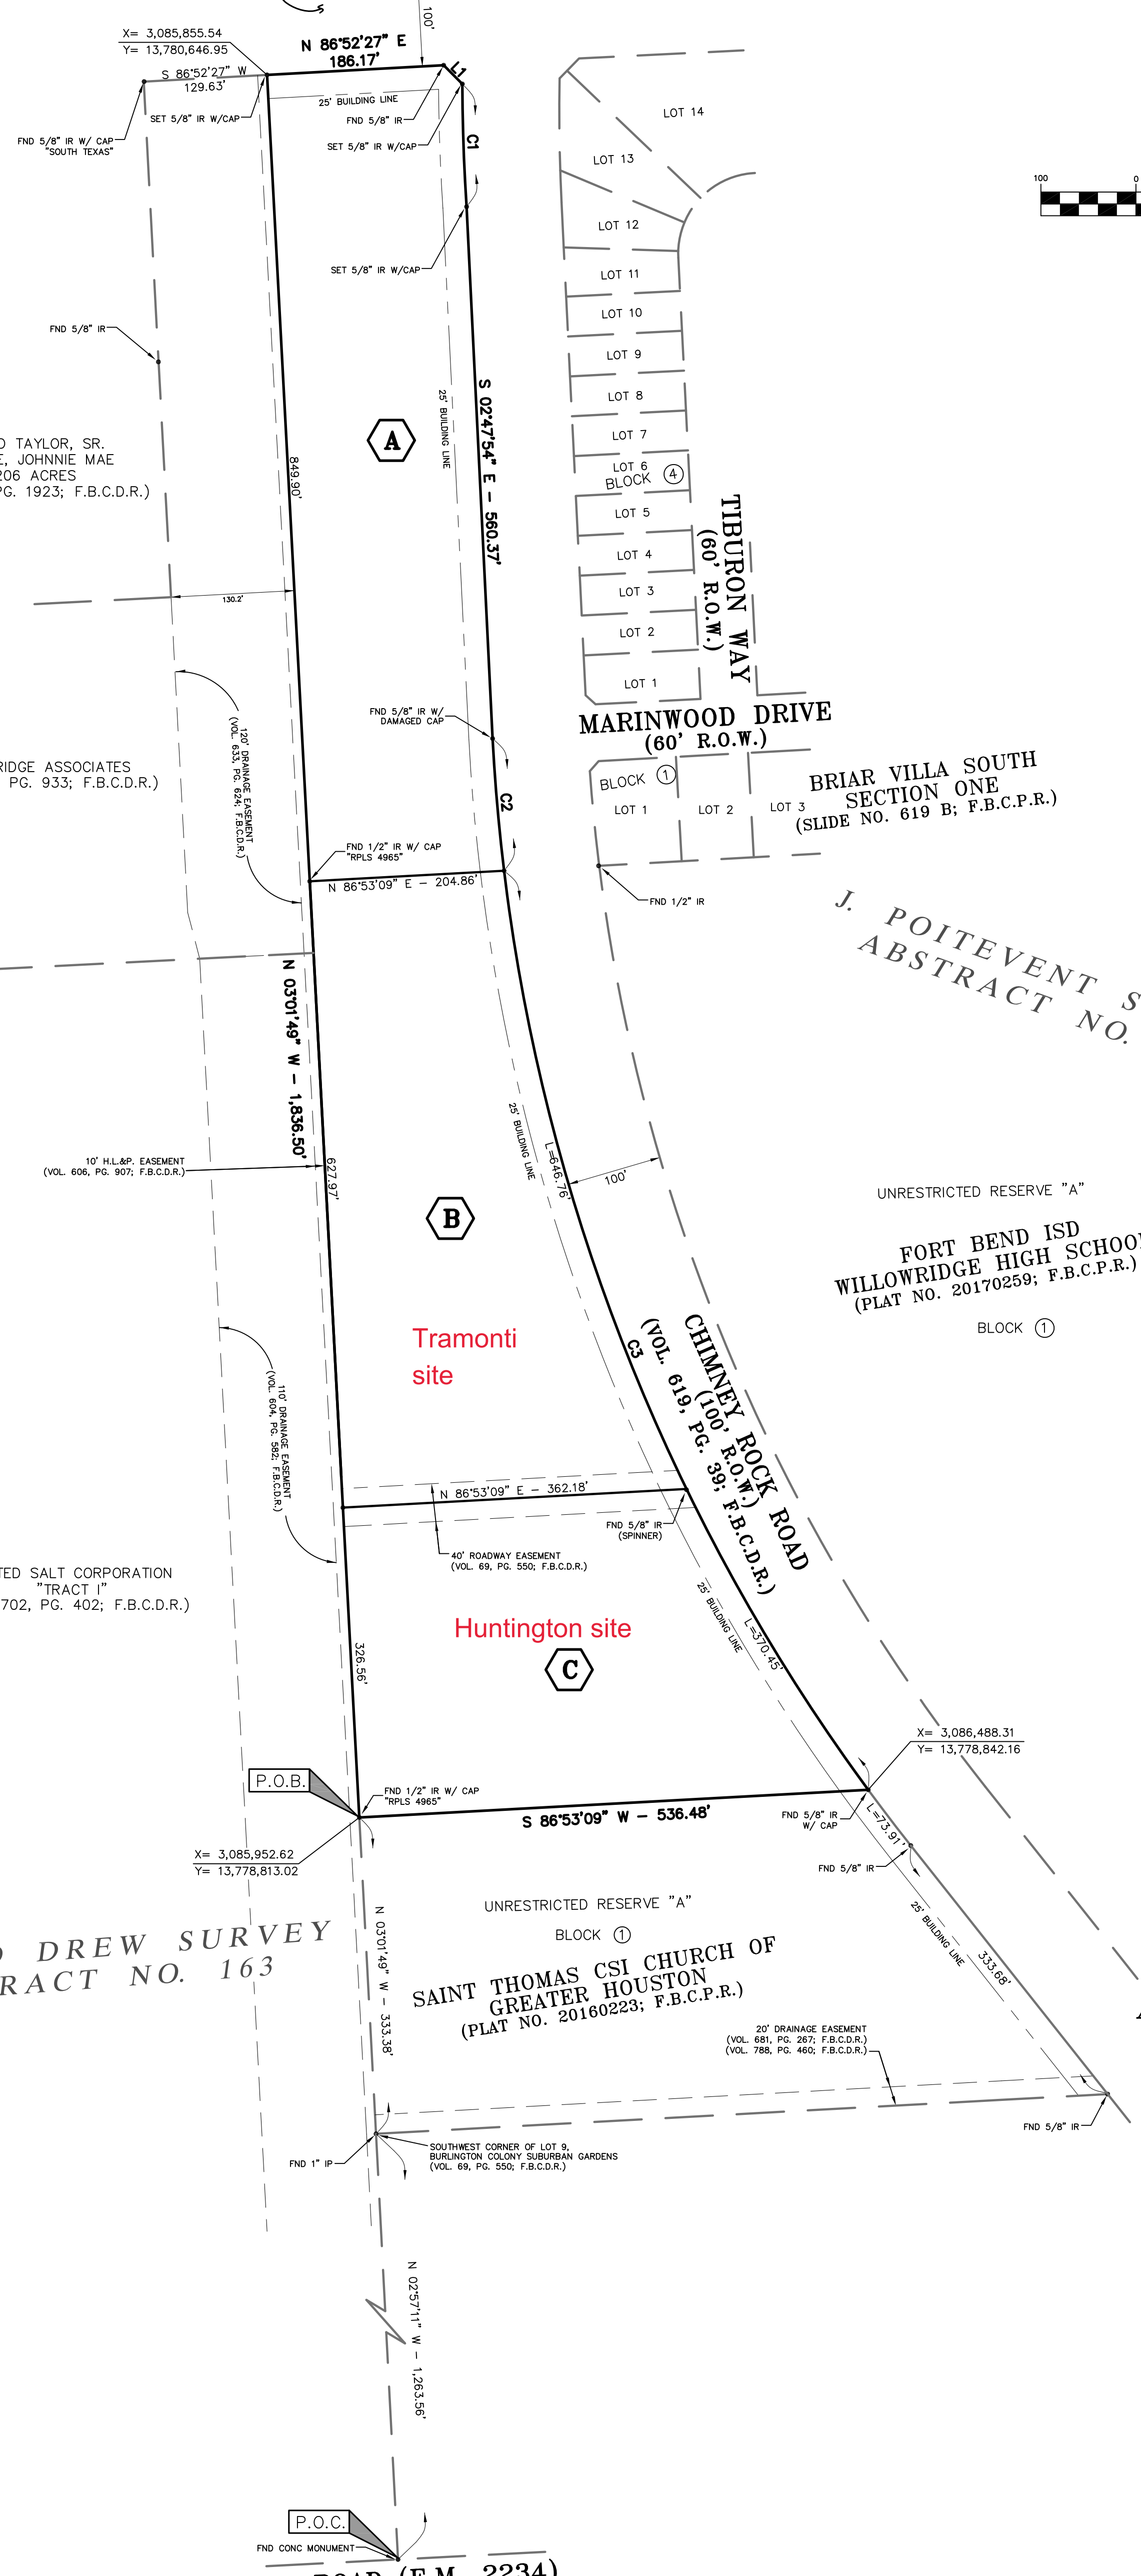 100'
X= 3,085,855.54
Y= 13,780,646.95
N 86°52'27" E
186.17'
L1
S 86°52'27" W
129.63'
25' BUILDING LINE
SET 5/8" IR W/CAP
FND 5/8" IR
FND 5/8" IR W/ CAP
"SOUTH TEXAS"
SET 5/8" IR W/CAP
C1
SET 5/8" IR W/CAP
LOT 14
LOT 13
LOT 12
LOT 11
LOT 10
LOT 9
LOT 8
LOT 7
LOT 6
BLOCK 4
LOT 5
LOT 4
LOT 3
LOT 2
LOT 1
100 0
FND 5/8" IR
TAYLOR, SR.
E, JOHNNIE MAE
206 ACRES
PG. 1923; F.B.C.D.R.)
849.90'
A
25' BUILDING LINE
S 02°47'54" E - 560.37'
TIBURON WAY
(60' R.O.W.)
130.2'
120' DRAINAGE EASEMENT
(VOL. 633, PG. 624; F.B.C.D.R.)
FND 5/8" IR W/
DAMAGED CAP
MARINWOOD DRIVE
(60' R.O.W.)
RIDGE ASSOCIATES
PG. 933; F.B.C.D.R.)
C2
BLOCK 1
LOT 1
LOT 2
LOT 3
BRIAR VILLA SOUTH
SECTION ONE
(SLIDE NO. 619 B; F.B.C.P.R.)
FND 1/2" IR W/ CAP
"RPLS 4965"
N 86°53'09" E - 204.86'
FND 1/2" IR
J. POITEVENT S
ABSTRACT NO.
N 03°01'49" W - 1,836.50'
25' BUILDING LINE
L=646.76'
100'
10' H.L.&P. EASEMENT
(VOL. 606, PG. 907; F.B.C.D.R.)
627.97'
B
UNRESTRICTED RESERVE "A"
FORT BEND ISD
WILLOWRIDGE HIGH SCHOOL
(PLAT NO. 20170259; F.B.C.P.R.)
BLOCK 1
Tramonti
site
C3
CHIMNEY ROCK ROAD
(100' R.O.W.)
(VOL. 619, PG. 39; F.B.C.D.R.)
110' DRAINAGE EASEMENT
(VOL. 604, PG. 582; F.B.C.D.R.)
N 86°53'09" E - 362.18'
FND 5/8" IR
(SPINNER)
40' ROADWAY EASEMENT
(VOL. 69, PG. 550; F.B.C.D.R.)
TED SALT CORPORATION
"TRACT I"
702, PG. 402; F.B.C.D.R.)
25' BUILDING LINE
Huntington site
L=370.45'
326.56'
C
X= 3,086,488.31
Y= 13,778,842.16
P.O.B.
FND 1/2" IR W/ CAP
"RPLS 4965"
S 86°53'09" W - 536.48'
FND 5/8" IR
W/ CAP
L=73.91'
X= 3,085,952.62
Y= 13,778,813.02
FND 5/8" IR
UNRESTRICTED RESERVE "A"
BLOCK 1
SAINT THOMAS CSI CHURCH OF
GREATER HOUSTON
(PLAT NO. 20160223; F.B.C.P.R.)
DREW SURVEY
RACT NO. 163
N 03°01'49" W - 333.38'
25' BUILDING LINE
333.68'
20' DRAINAGE EASEMENT
(VOL. 681, PG. 267; F.B.C.D.R.)
(VOL. 788, PG. 460; F.B.C.D.R.)
FND 5/8" IR
FND 1" IP
SOUTHWEST CORNER OF LOT 9,
BURLINGTON COLONY SUBURBAN GARDENS
(VOL. 69, PG. 550; F.B.C.D.R.)
N 02°57'11" W - 1,263.56'
P.O.C.
FND CONC MONUMENT
ROAD (F.M. 2234)